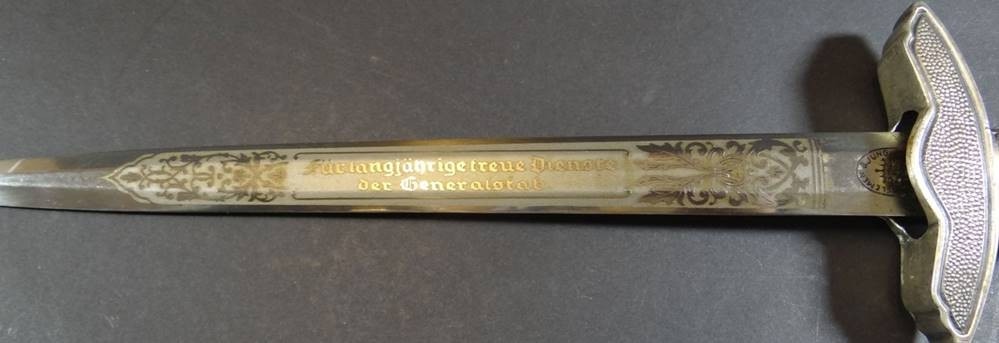 Für langjährige treue Dienste
der Generalstab